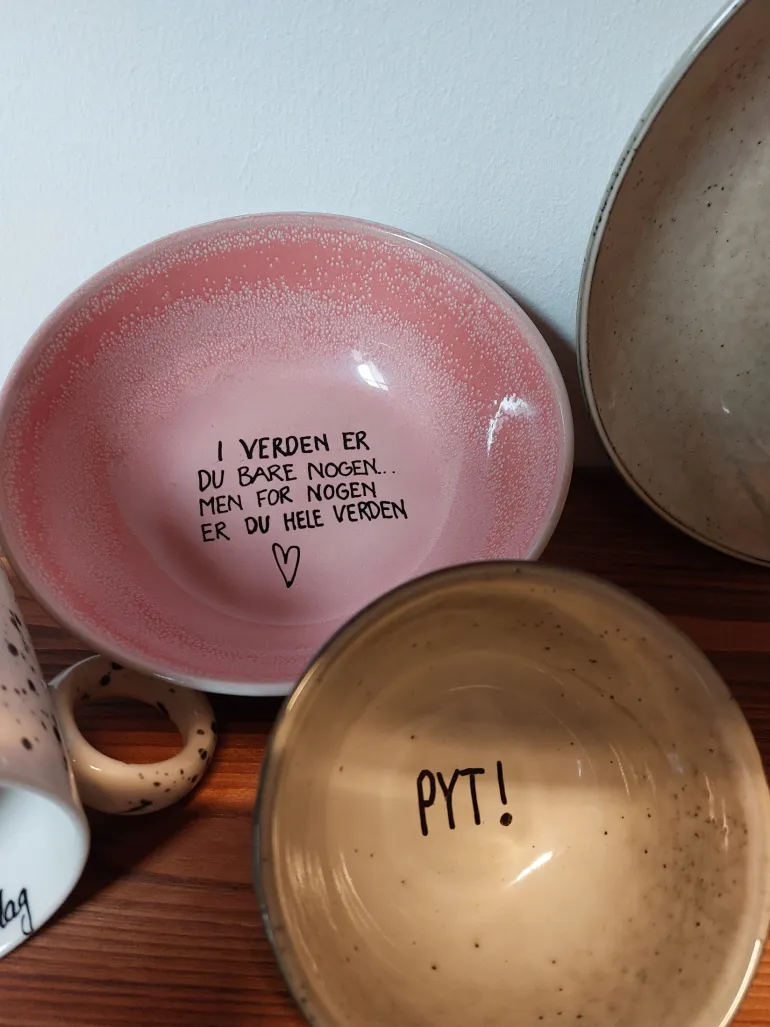 I VERDEN ER
DU BARE NOGEN...
MEN FOR NOGEN
ER DU HELE VERDEN
PYT!